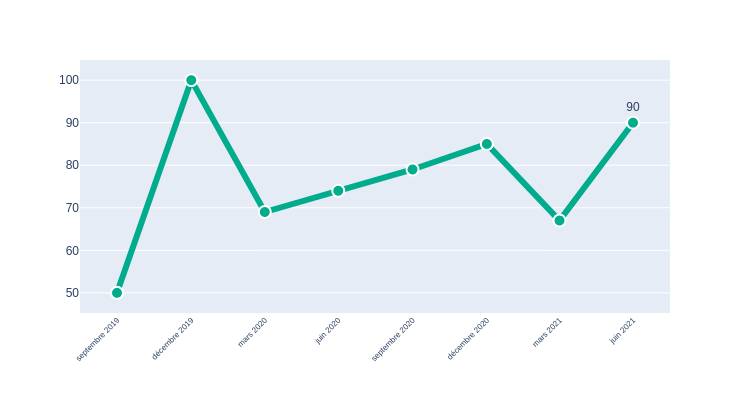 100
90
80
70
60
50
90
septembre 2019
décembre 2019
mars 2020
juin 2020
septembre 2020
décembre 2020
mars 2021
juin 2021